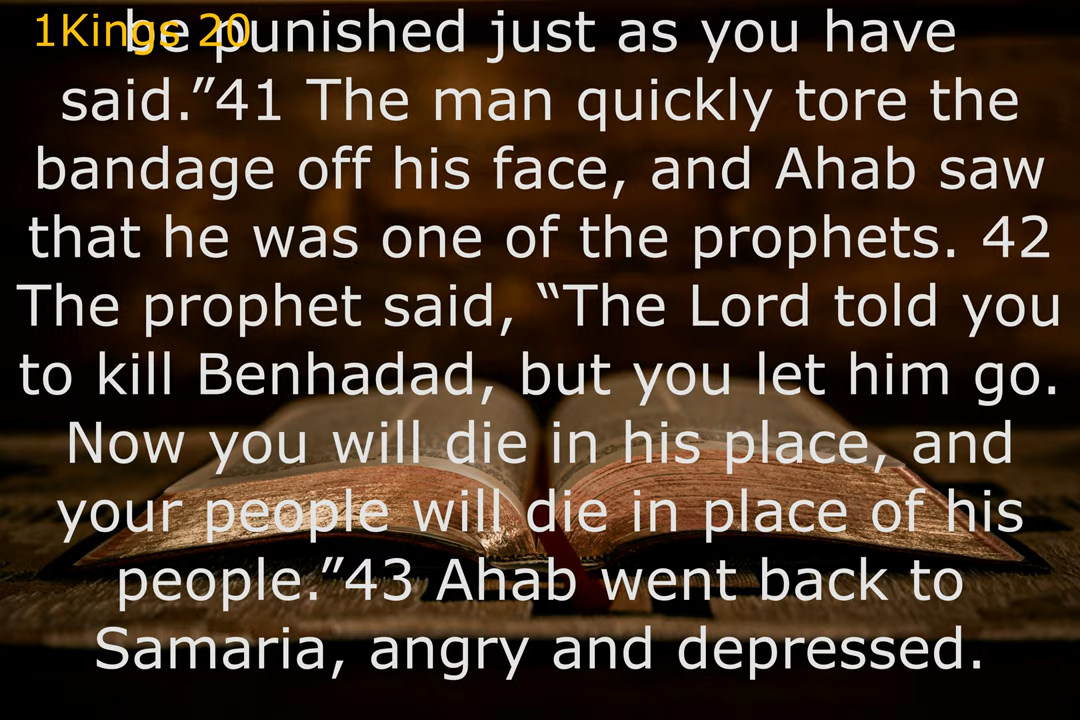 1Kings 20
be punished just as you have
said.”41 The man quickly tore the
bandage off his face, and Ahab saw
that he was one of the prophets. 42
The prophet said, “The Lord told you
to kill Benhadad, but you let him go.
Now you will die in his place, and
your people will die in place of his
people.”43 Ahab went back to
Samaria, angry and depressed.